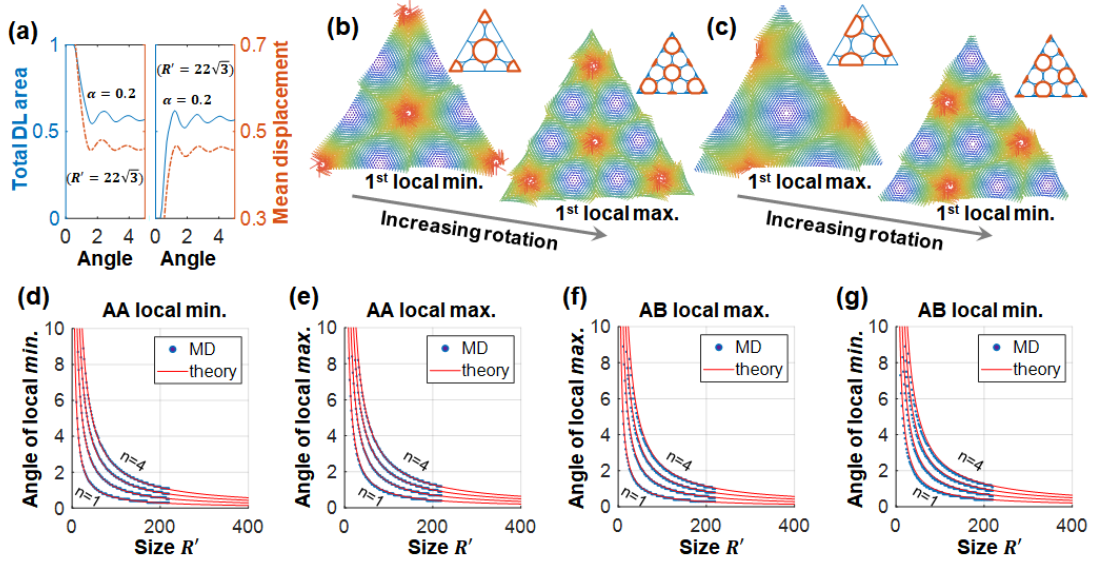 (a)
Total DL area
1
0.5
0
α = 0.2
(R′ = 22√3)
0 2 4
Angle
(R′ = 22√3)
α = 0.2
0 2 4
Angle
0.7
0.5
0.3
Mean displacement
(b)
1st local min.
1st local max.
Increasing rotation
(c)
1st local max.
1st local min.
Increasing rotation
(d)
AA local min.
Angle of local min.
10
8
6
4
2
0
MD
theory
n=4
n=1
0 200 400
Size R′
(e)
AA local max.
Angle of local max.
10
8
6
4
2
0
MD
theory
n=4
n=1
0 200 400
Size R′
(f)
AB local max.
Angle of local max.
10
8
6
4
2
0
MD
theory
n=4
n=1
0 200 400
Size R′
(g)
AB local min.
Angle of local min.
10
8
6
4
2
0
MD
theory
n=4
n=1
0 200 400
Size R′